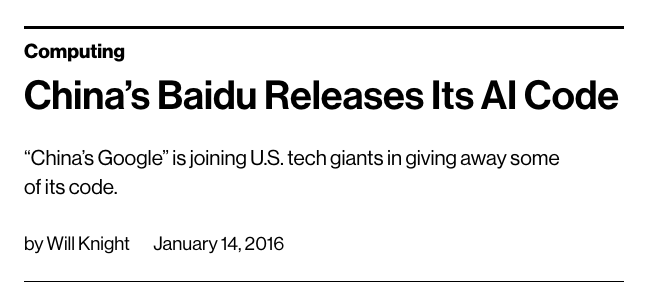 Computing
China’s Baidu Releases Its AI Code
“China’s Google” is joining U.S. tech giants in giving away some
of its code.
by Will Knight January 14, 2016